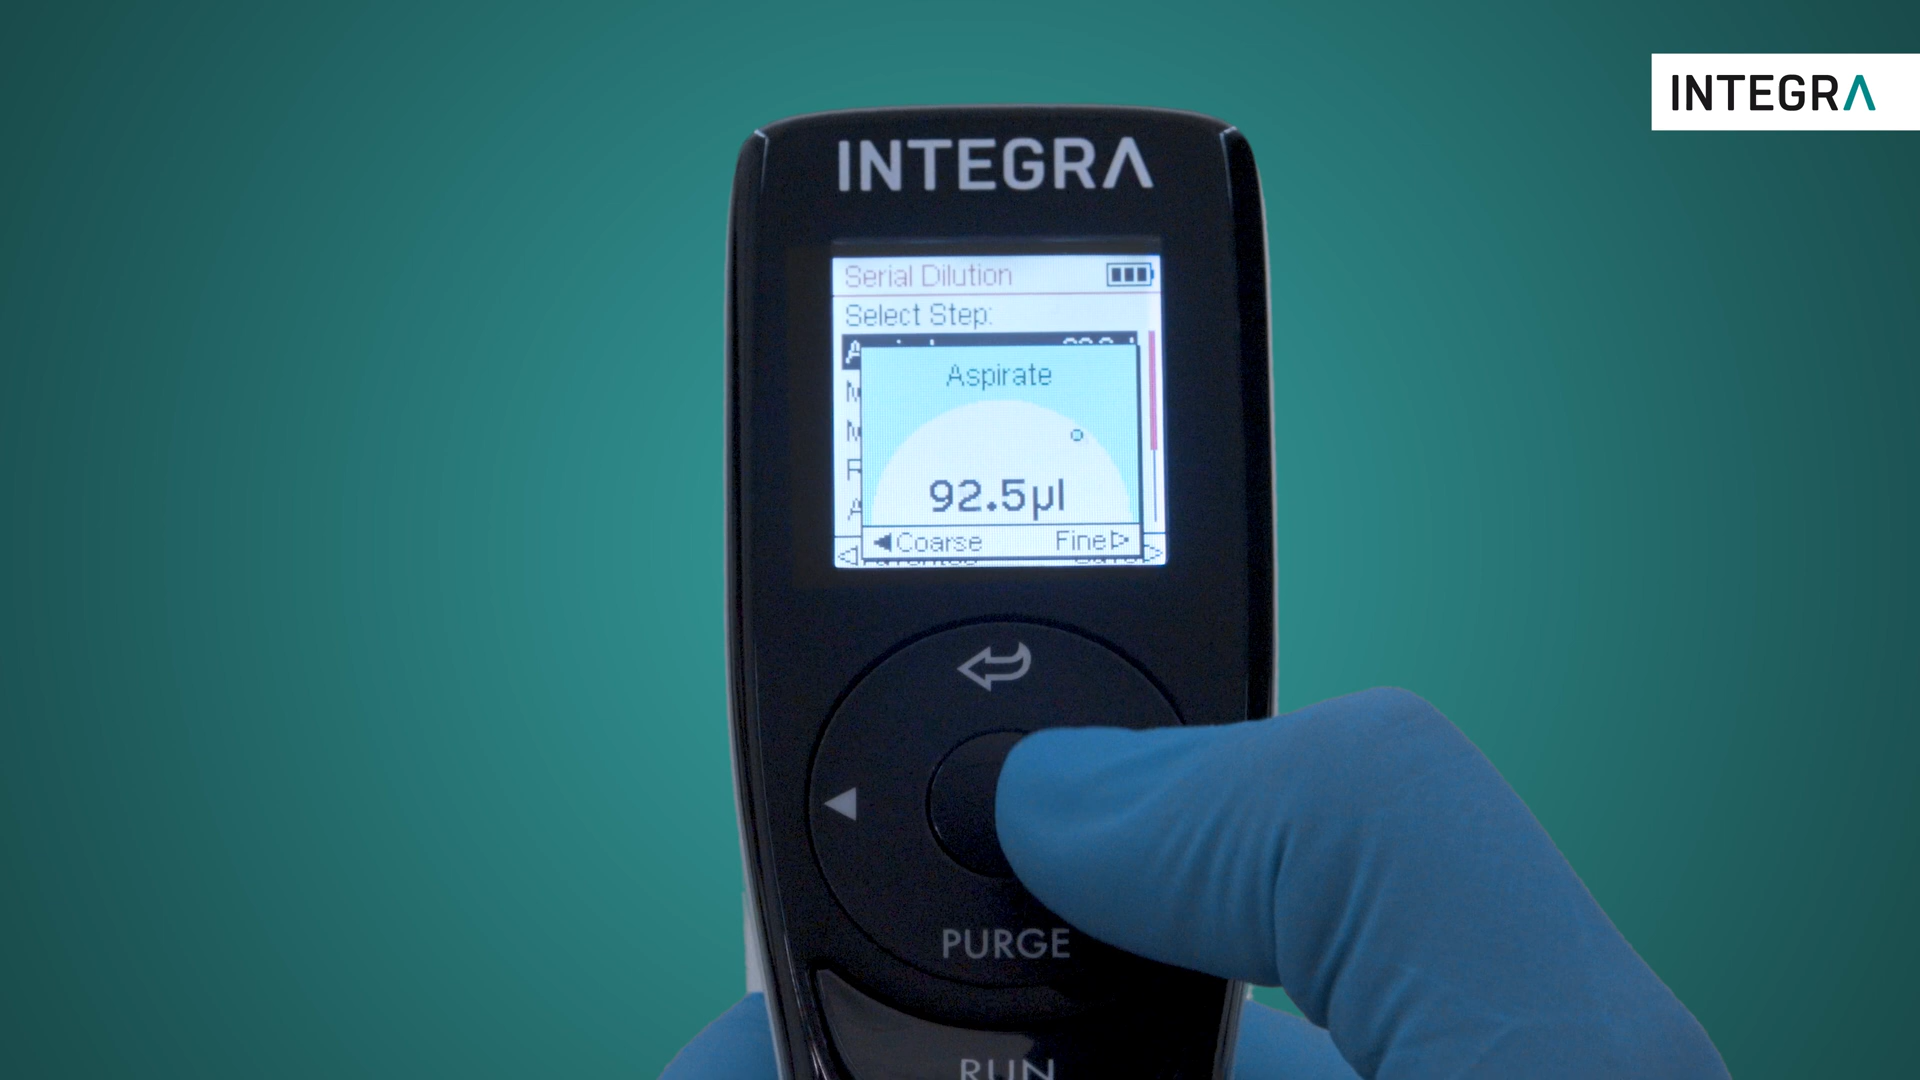 INTEGRA
INTEGRA
Serial Dilution
Select Step:
Aspirate
92.5µl
Coarse Fine
PURGE
RUN